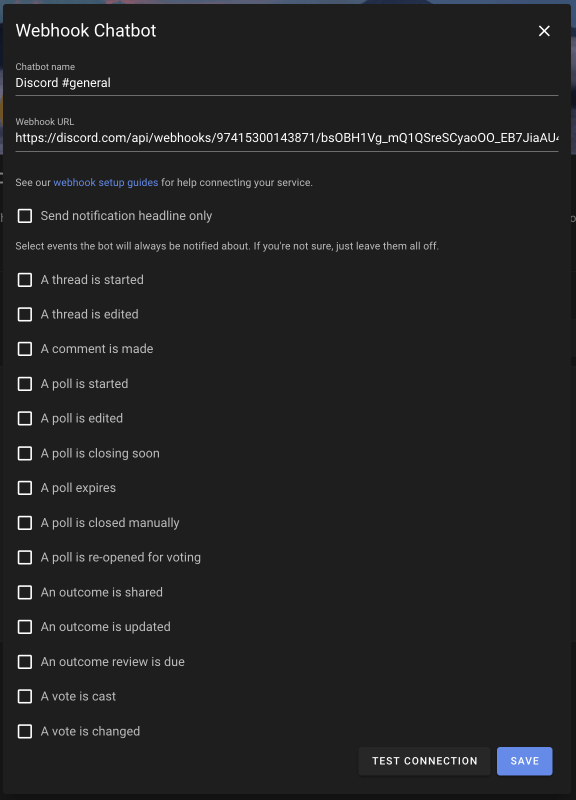 Webhook Chatbot
Chatbot name
Discord #general
Webhook URL
https://discord.com/api/webhooks/97415300143871/bsOBH1Vg_mQ1QSreSCyaoOO_EB7JiaAU4
See our webhook setup guides for help connecting your service.
Send notification headline only
Select events the bot will always be notified about. If you're not sure, just leave them all off.
A thread is started
A thread is edited
A comment is made
A poll is started
A poll is edited
A poll is closing soon
A poll expires
A poll is closed manually
A poll is re-opened for voting
An outcome is shared
An outcome is updated
An outcome review is due
A vote is cast
A vote is changed
TEST CONNECTION
SAVE